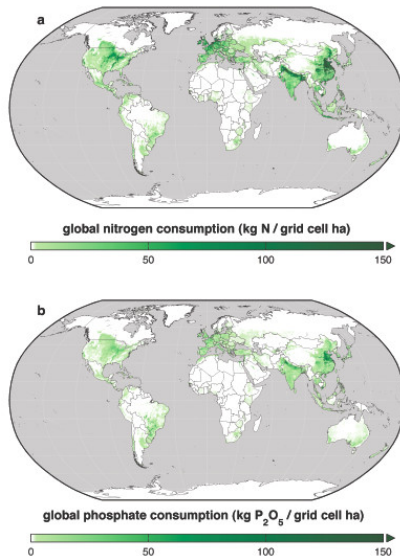 a
global nitrogen consumption (kg N / grid cell ha)
0 50 100 150
b
global phosphate consumption (kg P₂O₅ / grid cell ha)
0 50 100 150